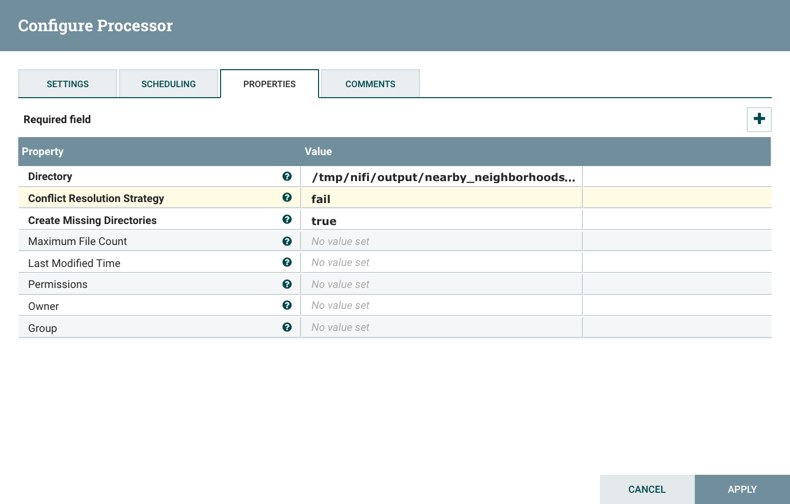 Configure Processor
SETTINGS SCHEDULING PROPERTIES COMMENTS
Required field
Property Value
Directory /tmp/nifi/output/nearby_neighborhoods...
Conflict Resolution Strategy fail
Create Missing Directories true
Maximum File Count No value set
Last Modified Time No value set
Permissions No value set
Owner No value set
Group No value set
CANCEL APPLY